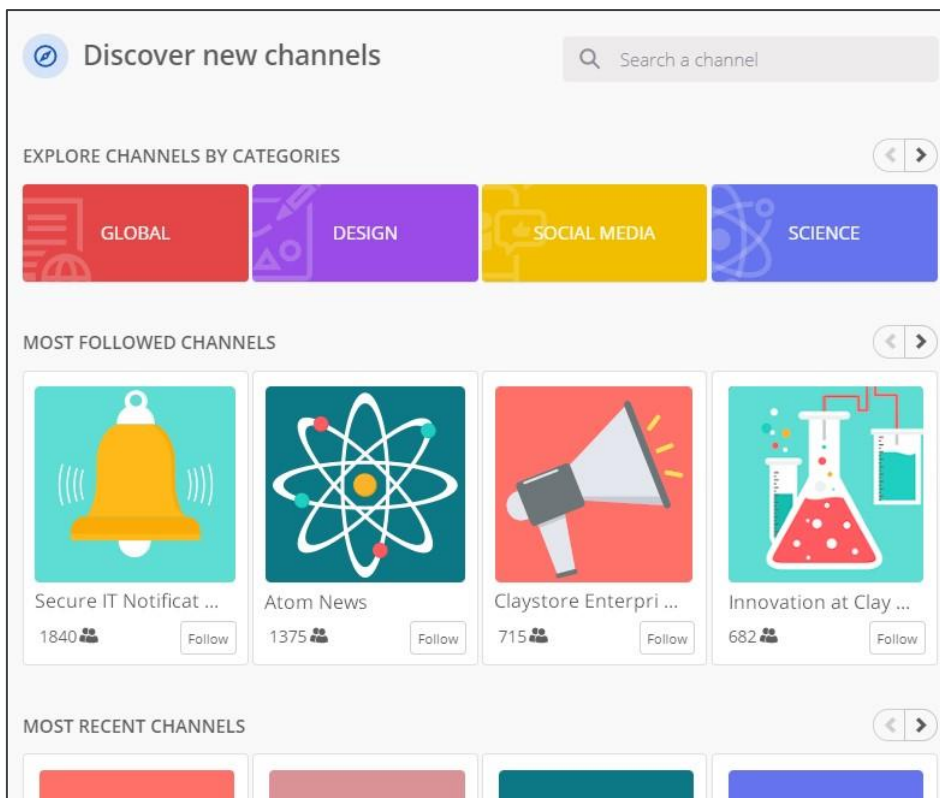 Discover new channels
Search a channel
EXPLORE CHANNELS BY CATEGORIES
GLOBAL
DESIGN
SOCIAL MEDIA
SCIENCE
MOST FOLLOWED CHANNELS
Secure IT Notificat ...
1840
Follow
Atom News
1375
Follow
Claystore Enterpri ...
715
Follow
Innovation at Clay ...
682
Follow
MOST RECENT CHANNELS